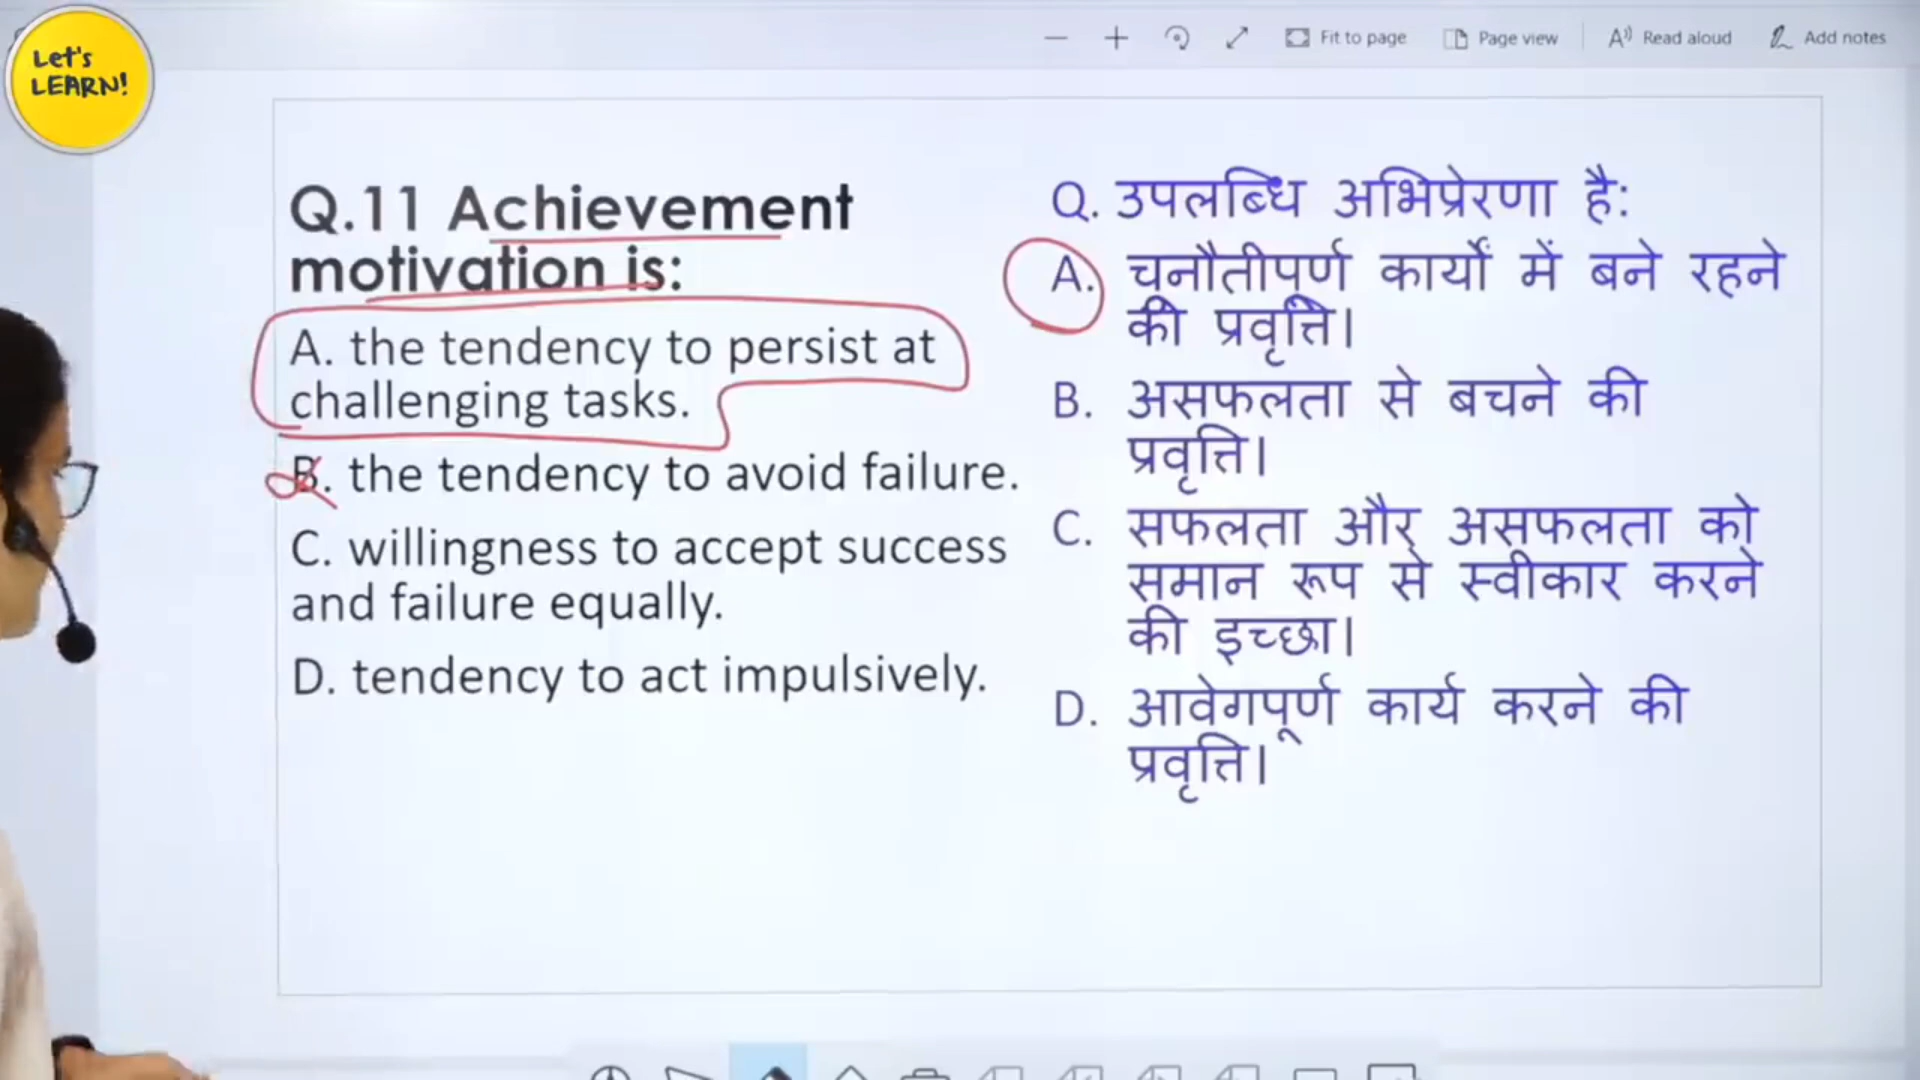 Let's
LEARN!
Fit to page
Page view
Read aloud
Add notes
Q.11 Achievement
motivation is:
A. the tendency to persist at
challenging tasks.
B. the tendency to avoid failure.
C. willingness to accept success
and failure equally.
D. tendency to act impulsively.
Q. उपलब्धि अभिप्रेरणा है:
A. चनौतीपर्ण कार्यों में बने रहने
की प्रवृत्ति।
B. असफलता से बचने की
प्रवृत्ति।
C. सफलता और असफलता को
समान रूप से स्वीकार करने
की इच्छा।
D. आवेगपूर्ण कार्य करने की
प्रवृत्ति।